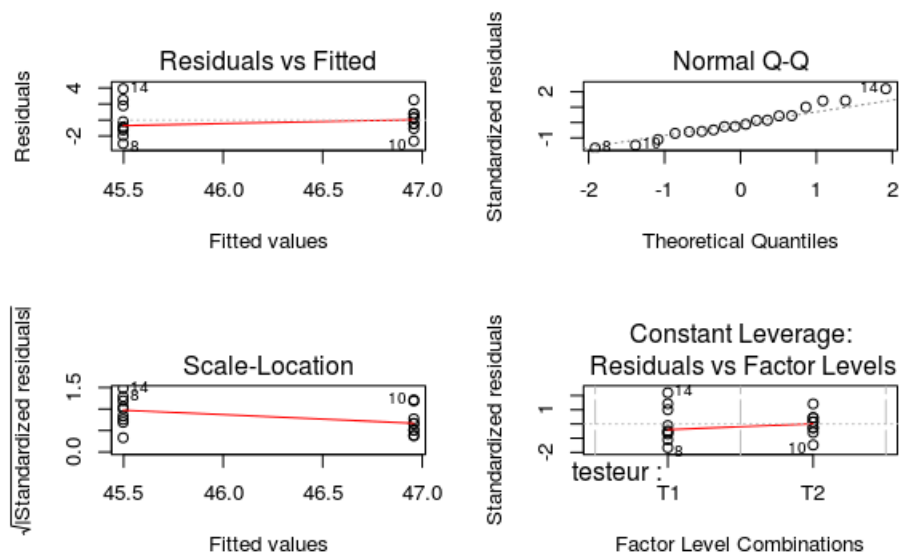 Residuals vs Fitted
Residuals
4
-2
14
8
10
45.5 46.0 46.5 47.0
Fitted values
Normal Q-Q
Standardized residuals
2
-1
14
8
10
-2 -1 0 1 2
Theoretical Quantiles
Scale-Location
√|Standardized residuals|
1.5
0.0
14
8
10
45.5 46.0 46.5 47.0
Fitted values
Constant Leverage:
Residuals vs Factor Levels
Standardized residuals
1
-2
14
8
10
testeur :
T1 T2
Factor Level Combinations